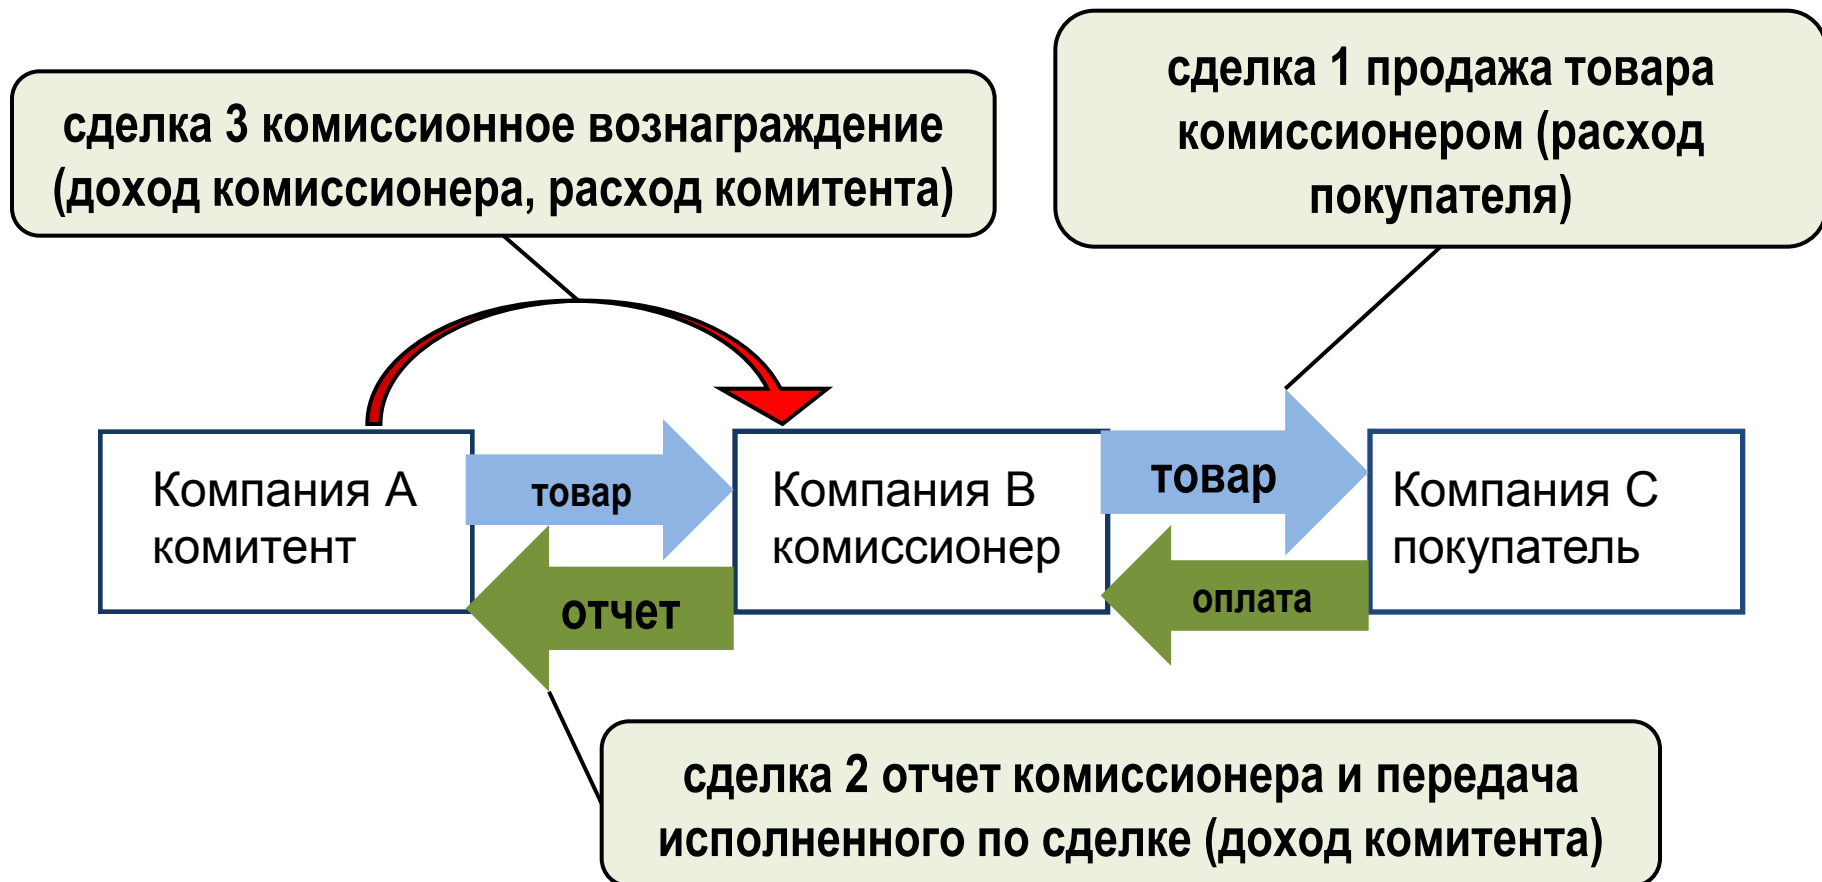 сделка 1 продажа товара
комиссионером (расход
покупателя)
сделка 3 комиссионное вознаграждение
(доход комиссионера, расход комитента)
Компания А
комитент
товар
отчет
Компания В
комиссионер
товар
оплата
Компания С
покупатель
сделка 2 отчет комиссионера и передача
исполненного по сделке (доход комитента)